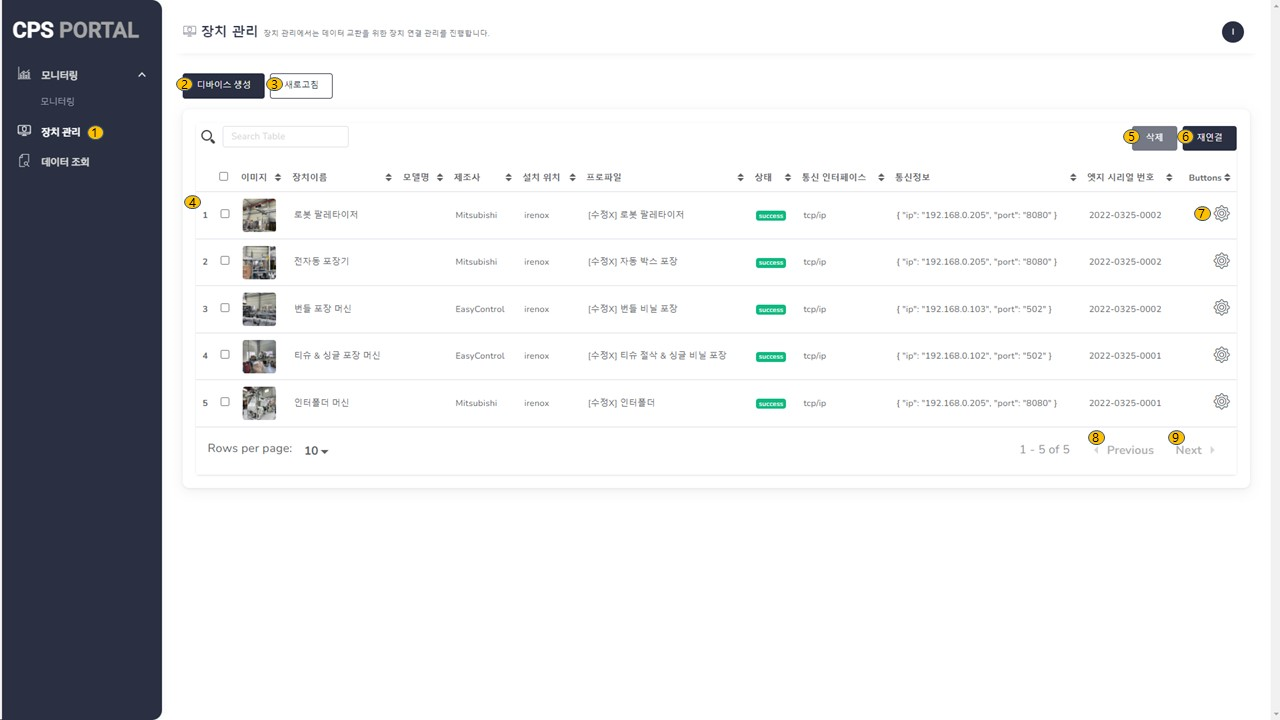 CPS PORTAL
모니터링
모니터링
장치 관리 1
데이터 조회
장치 관리 장치 관리에서는 데이터 교환을 위한 장치 연결 관리를 진행합니다.
I
2 디바이스 생성 3 새로고침
Search Table 5 삭제 6 재연결
이미지 장치이름 모델명 제조사 설치 위치 프로파일 상태 통신 인터페이스 통신정보 엣지 시리얼 번호 Buttons
4
1 로봇 팔레타이저 Mitsubishi irenox [수정X] 로봇 팔레타이저 success tcp/ip { "ip": "192.168.0.205", "port": "8080" } 2022-0325-0002 7
2 전자동 포장기 Mitsubishi irenox [수정X] 자동 박스 포장 success tcp/ip { "ip": "192.168.0.205", "port": "8080" } 2022-0325-0002
3 번들 포장 머신 EasyControl irenox [수정X] 번들 비닐 포장 success tcp/ip { "ip": "192.168.0.103", "port": "502" } 2022-0325-0002
4 티슈 & 싱글 포장 머신 EasyControl irenox [수정X] 티슈 절삭 & 싱글 비닐 포장 success tcp/ip { "ip": "192.168.0.102", "port": "502" } 2022-0325-0001
5 인터폴더 머신 Mitsubishi irenox [수정X] 인터폴더 success tcp/ip { "ip": "192.168.0.205", "port": "8080" } 2022-0325-0001
Rows per page: 10 1 - 5 of 5 8 Previous 9 Next